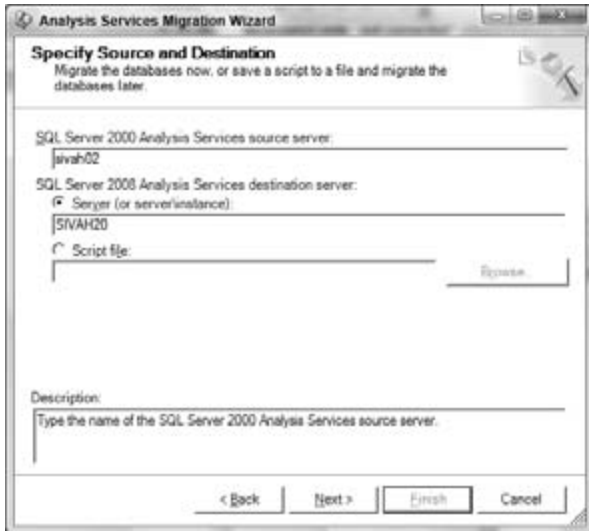 Analysis Services Migration Wizard
Specify Source and Destination
Migrate the databases now, or save a script to a file and migrate the
databases later.
SQL Server 2000 Analysis Services source server:
sivah02
SQL Server 2008 Analysis Services destination server:
Server (or server\instance):
SIVAH20
Script file:
Browse...
Description:
Type the name of the SQL Server 2000 Analysis Services source server.
< Back
Next >
Finish
Cancel